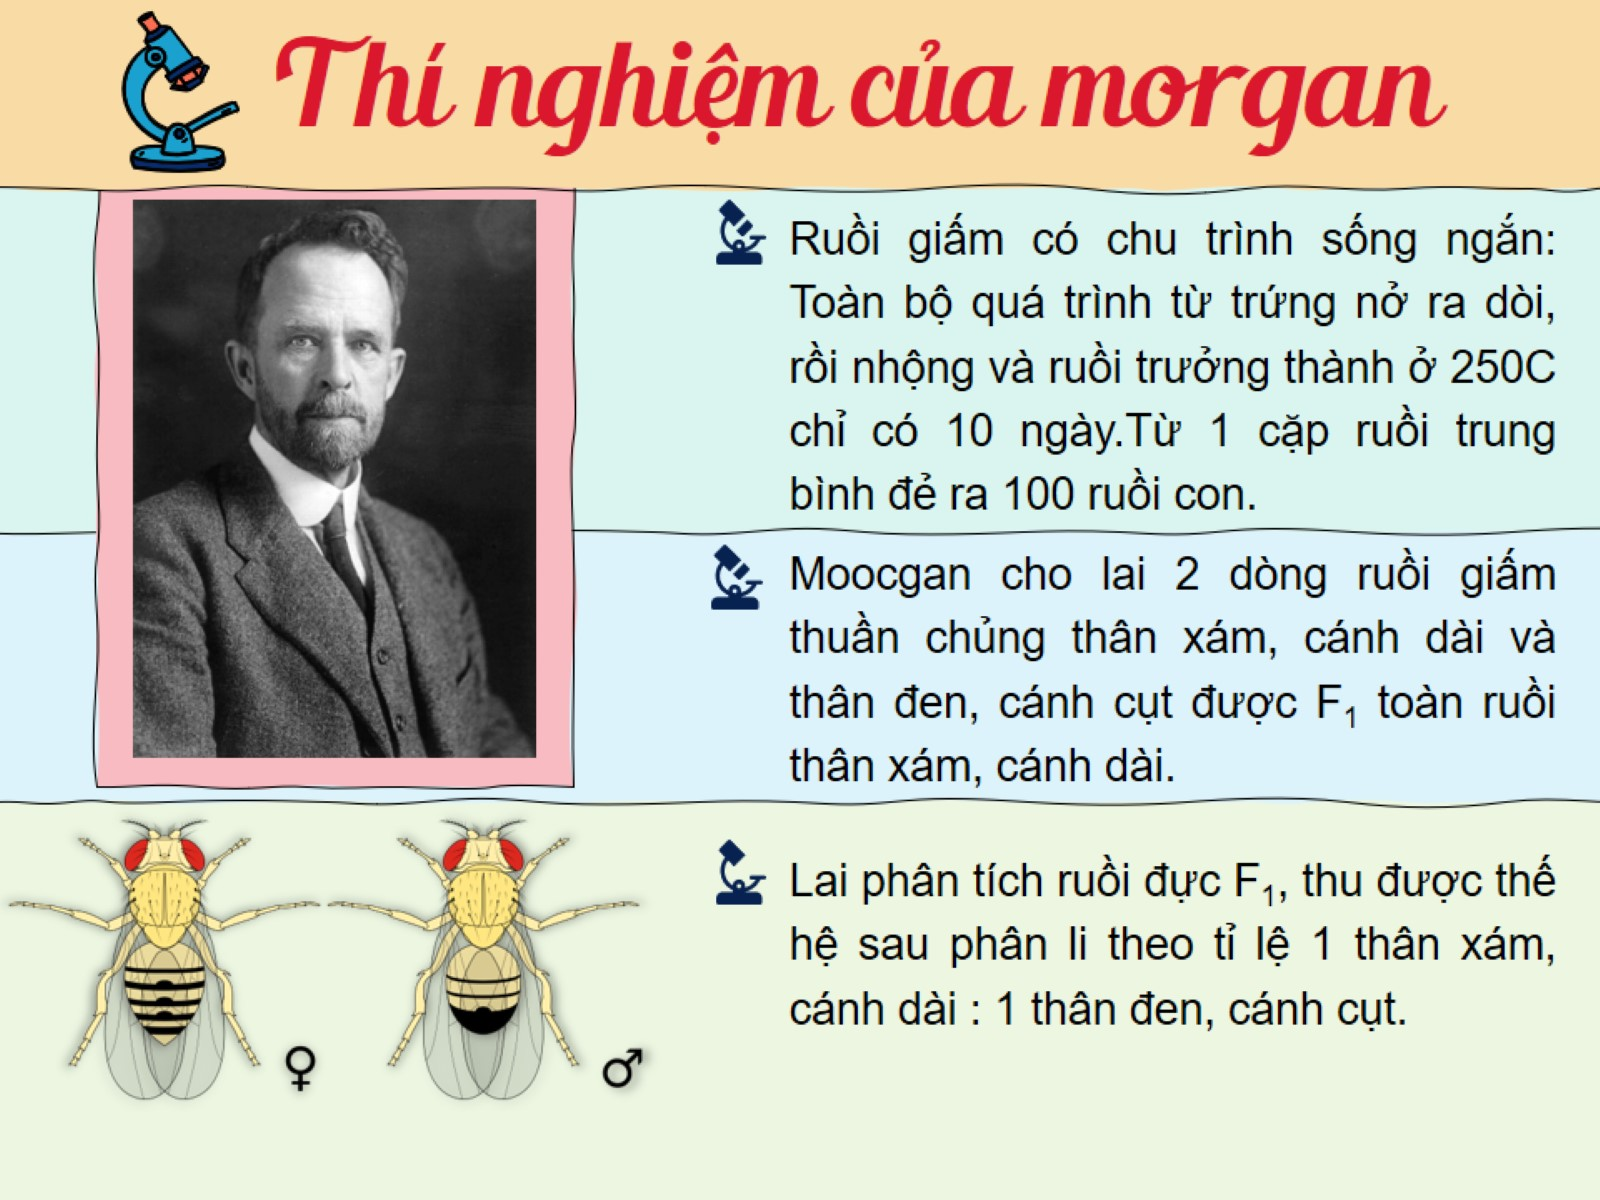 Thí nghiệm của morgan
Ruồi giấm có chu trình sống ngắn:
Toàn bộ quá trình từ trứng nở ra dòi,
rồi nhộng và ruồi trưởng thành ở 250C
chỉ có 10 ngày.Từ 1 cặp ruồi trung
bình đẻ ra 100 ruồi con.
Moocgan cho lai 2 dòng ruồi giấm
thuần chủng thân xám, cánh dài và
thân đen, cánh cụt được F₁ toàn ruồi
thân xám, cánh dài.
Lai phân tích ruồi đực F₁, thu được thế
hệ sau phân li theo tỉ lệ 1 thân xám,
cánh dài : 1 thân đen, cánh cụt.
♀ ♂